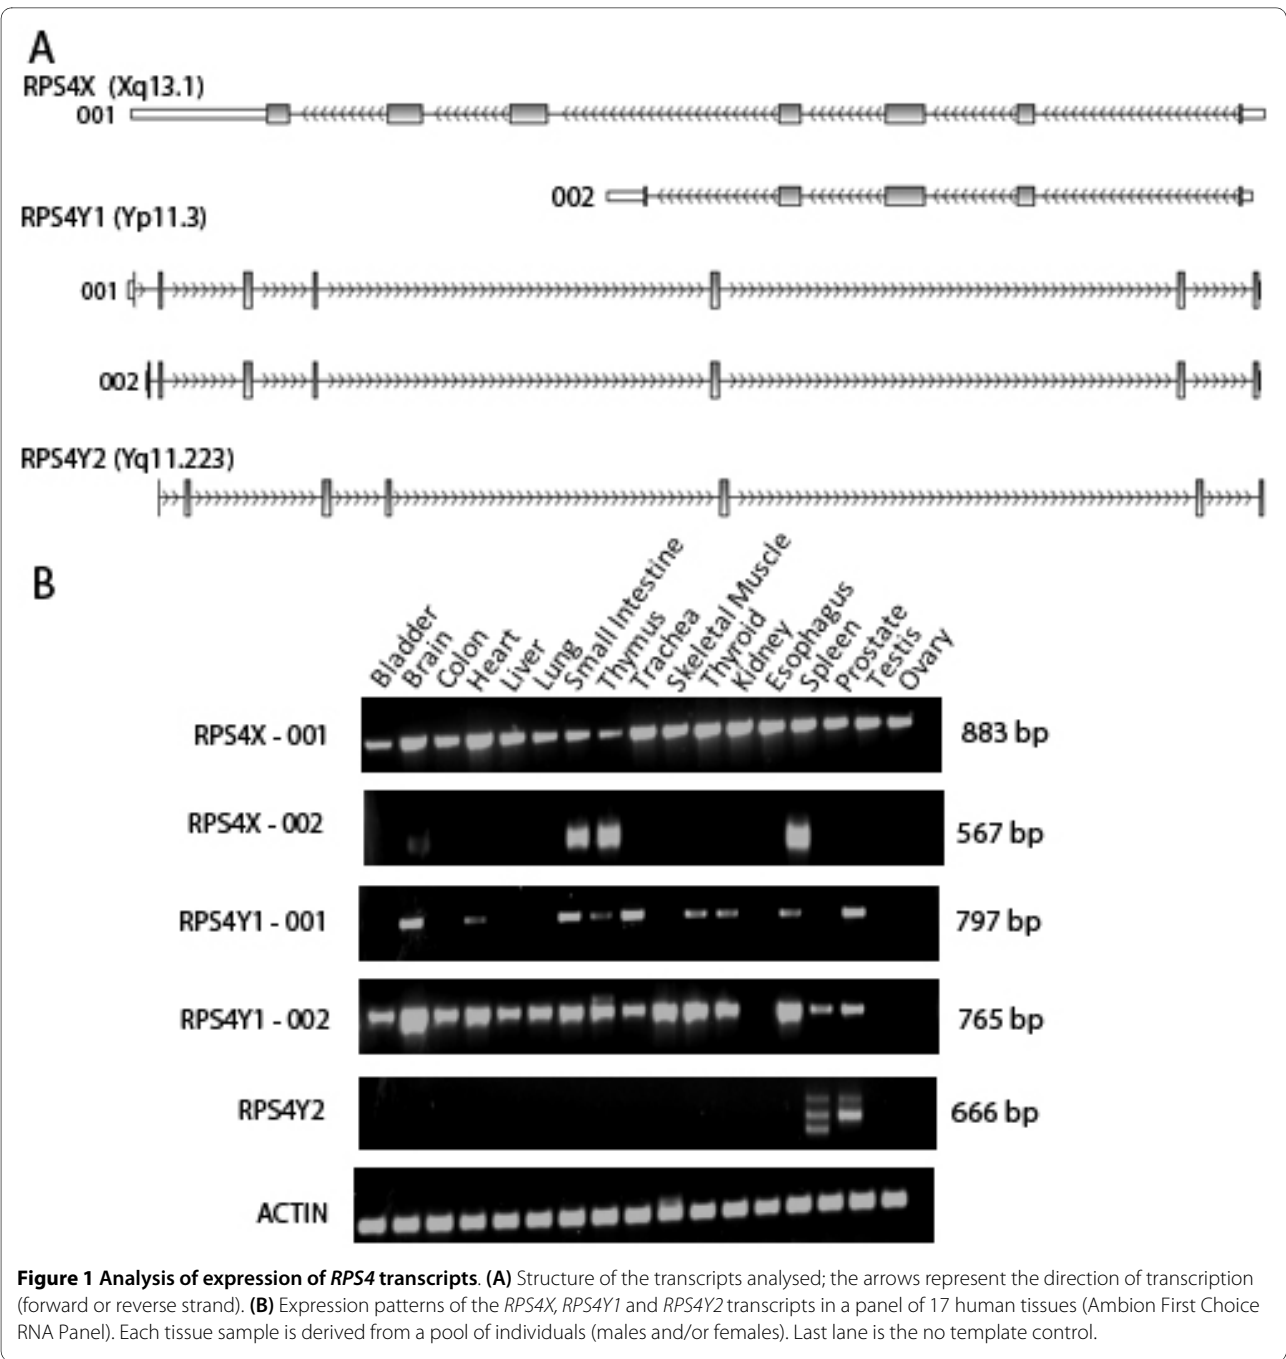 A
RPS4X (Xq13.1)
001
002
RPS4Y1 (Yp11.3)
001
002
RPS4Y2 (Yq11.223)
B
Bladder
Brain
Colon
Heart
Liver
Lung
Small Intestine
Thymus
Trachea
Skeletal Muscle
Thyroid
Kidney
Esophagus
Spleen
Prostate
Testis
Ovary
RPS4X - 001 883 bp
RPS4X - 002 567 bp
RPS4Y1 - 001 797 bp
RPS4Y1 - 002 765 bp
RPS4Y2 666 bp
ACTIN
Figure 1 Analysis of expression of RPS4 transcripts. (A) Structure of the transcripts analysed; the arrows represent the direction of transcription
(forward or reverse strand). (B) Expression patterns of the RPS4X, RPS4Y1 and RPS4Y2 transcripts in a panel of 17 human tissues (Ambion First Choice
RNA Panel). Each tissue sample is derived from a pool of individuals (males and/or females). Last lane is the no template control.